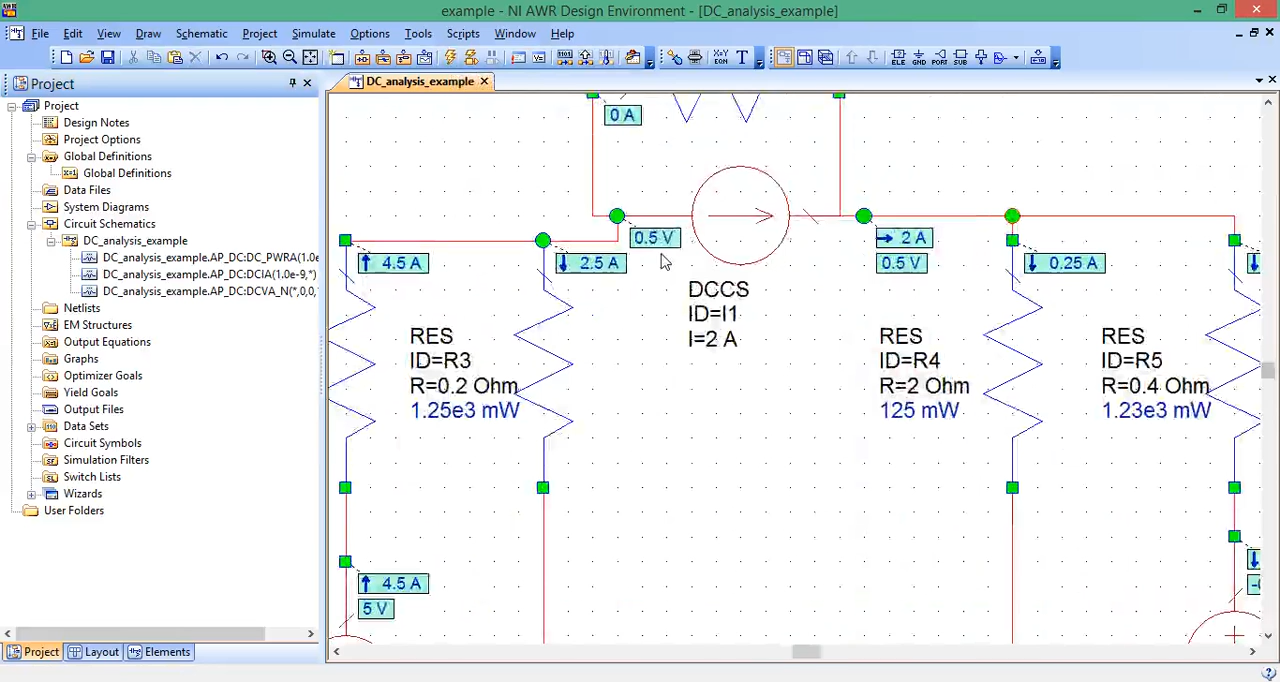 example - NI AWR Design Environment - [DC_analysis_example]
File Edit View Draw Schematic Project Simulate Options Tools Scripts Window Help
Project
DC_analysis_example
Project
Design Notes
Project Options
Global Definitions
Global Definitions
Data Files
System Diagrams
Circuit Schematics
DC_analysis_example
DC_analysis_example.AP_DC:DC_PWRA(1.0e
DC_analysis_example.AP_DC:DCIA(1.0e-9,*)
DC_analysis_example.AP_DC:DCVA_N(*,0,0,
Netlists
EM Structures
Output Equations
Graphs
Optimizer Goals
Yield Goals
Output Files
Data Sets
Circuit Symbols
Simulation Filters
Switch Lists
Wizards
User Folders
Project Layout Elements
0 A
0.5 V
2 A
4.5 A
2.5 A
0.5 V
0.25 A
DCCS
ID=I1
I=2 A
RES
ID=R3
R=0.2 Ohm
1.25e3 mW
RES
ID=R4
R=2 Ohm
125 mW
RES
ID=R5
R=0.4 Ohm
1.23e3 mW
4.5 A
5 V